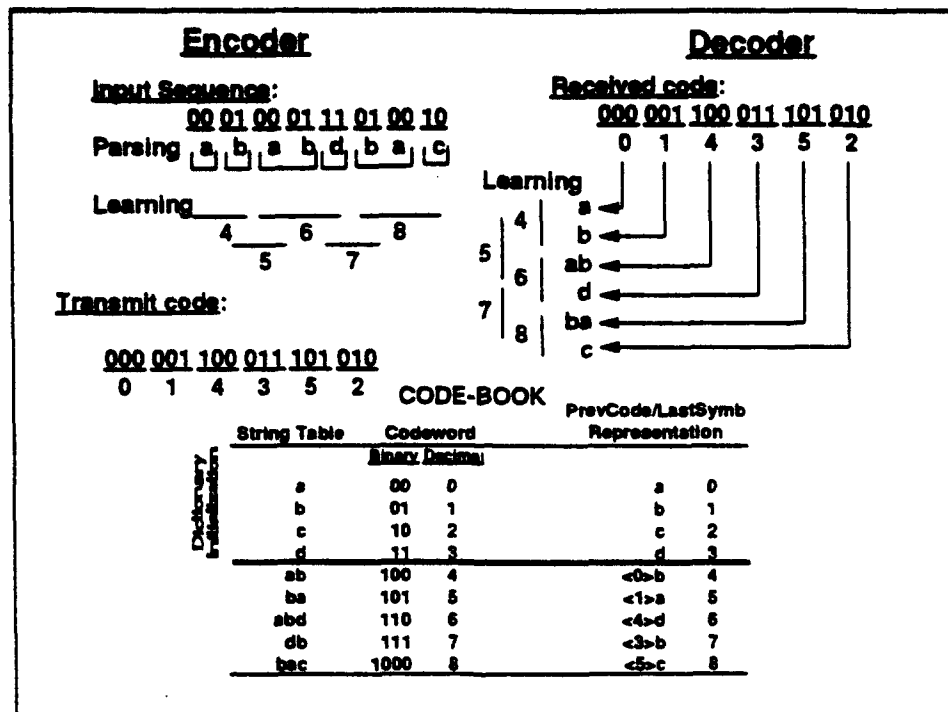 Encoder
Input Sequence:
00 01 00 01 11 01 00 10
Parsing a b a b d b a c
Learning
4 6 8
5 7
Transmit code:
000 001 100 011 101 010
0 1 4 3 5 2
Decoder
Received code:
000 001 100 011 101 010
0 1 4 3 5 2
Learning
a
4
b
5
ab
6
d
7
ba
8
c
CODE-BOOK
String Table Codeword PrevCode/LastSymb Representation
Binary Decimal
Dictionary Initialization
a 00 0 a 0
b 01 1 b 1
c 10 2 c 2
d 11 3 d 3
ab 100 4 <0>b 4
ba 101 5 <1>a 5
abd 110 6 <4>d 6
db 111 7 <3>b 7
bac 1000 8 <5>c 8